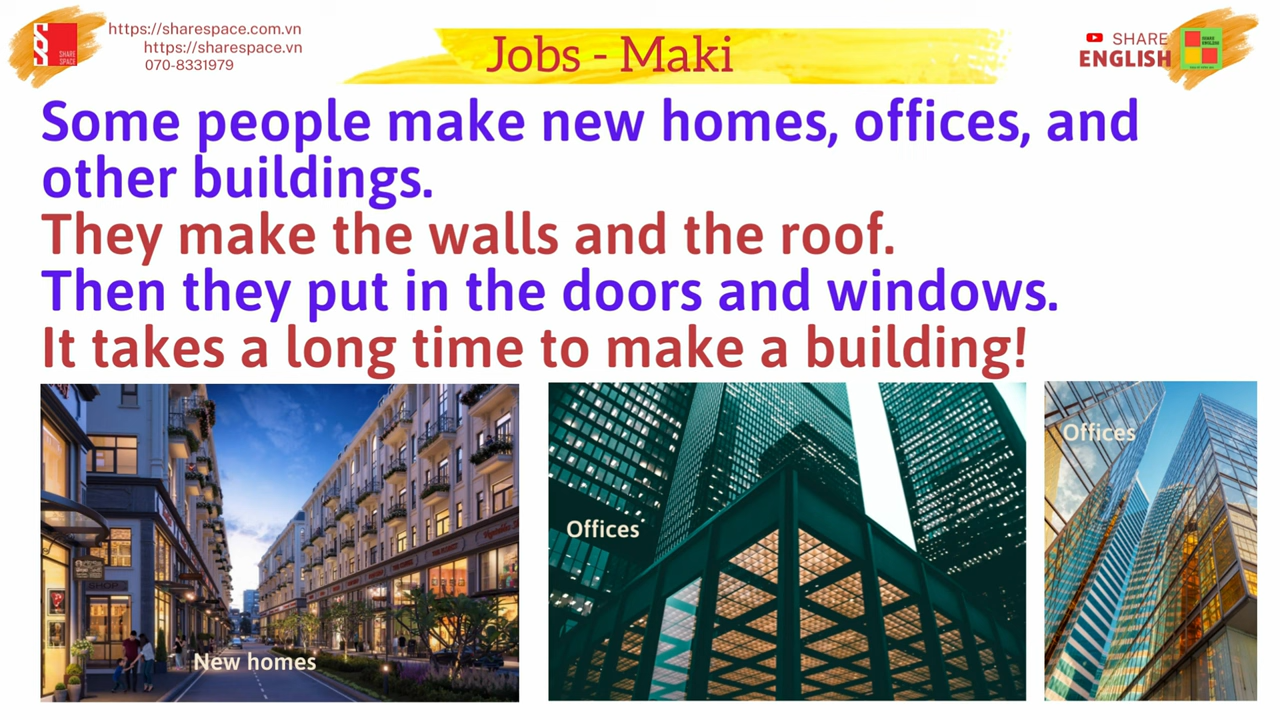 https://sharespace.com.vn
https://sharespace.vn
070-8331979
SHARE
SPACE
Jobs - Maki
SHARE
ENGLISH
Some people make new homes, offices, and
other buildings.
They make the walls and the roof.
Then they put in the doors and windows.
It takes a long time to make a building!
New homes
Offices
Offices